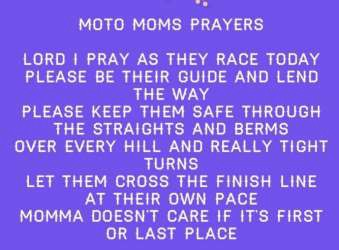 MOTO MOMS PRAYERS
LORD I PRAY AS THEY RACE TODAY
PLEASE BE THEIR GUIDE AND LEND
THE WAY
PLEASE KEEP THEM SAFE THROUGH
THE STRAIGHTS AND BERMS
OVER EVERY HILL AND REALLY TIGHT
TURNS
LET THEM CROSS THE FINISH LINE
AT THEIR OWN PACE
MOMMA DOESN'T CARE IF IT'S FIRST
OR LAST PLACE